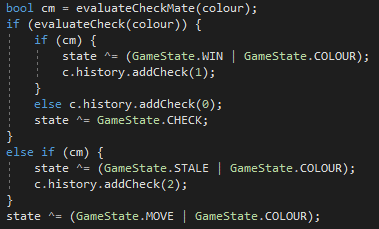 bool cm = evaluateCheckMate(colour);
if (evaluateCheck(colour)) {
    if (cm) {
        state ^= (GameState.WIN | GameState.COLOUR);
        c.history.addCheck(1);
    }
    else c.history.addCheck(0);
    state ^= GameState.CHECK;
}
else if (cm) {
    state ^= (GameState.STALE | GameState.COLOUR);
    c.history.addCheck(2);
}
state ^= (GameState.MOVE | GameState.COLOUR);